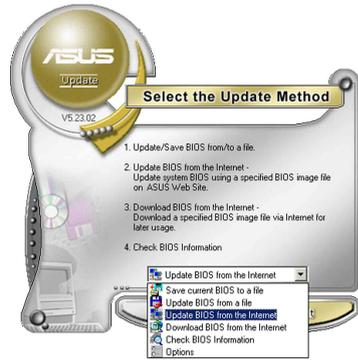 ASUS
Update
V5.23.02
Select the Update Method
1. Update/Save BIOS from/to a file.
2. Update BIOS from the Internet -
Update system BIOS using a specified BIOS image file
on ASUS Web Site.
3. Download BIOS from the Internet -
Download a specified BIOS image file via Internet for
later usage.
4. Check BIOS Information
Update BIOS from the Internet
Save current BIOS to a file
Update BIOS from a file
Update BIOS from the Internet
Download BIOS from the Internet
Check BIOS Information
Options